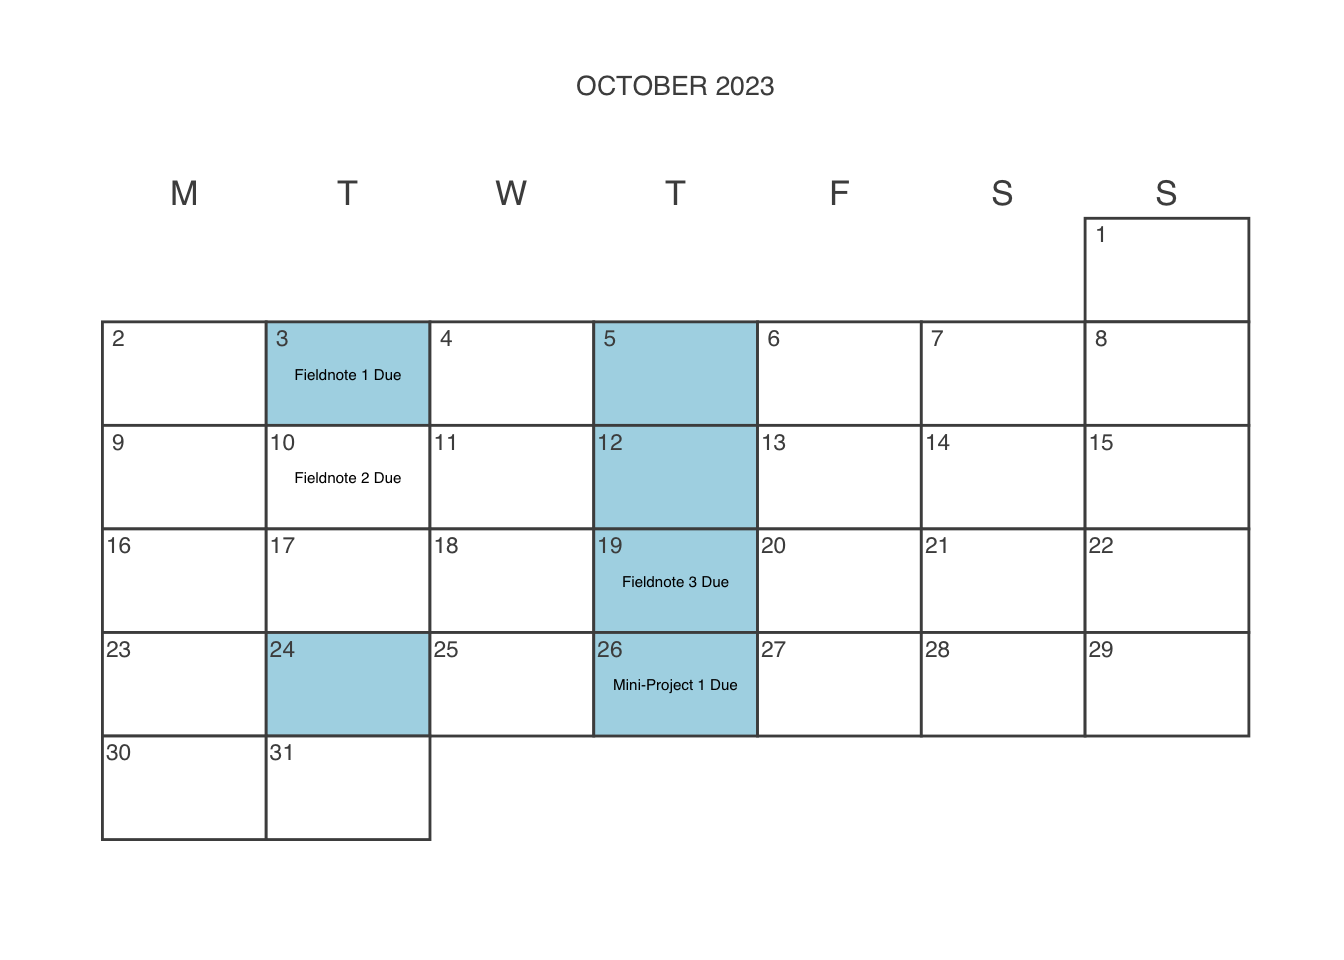 OCTOBER 2023
M T W T F S S
1
2 3 4 5 6 7 8
Fieldnote 1 Due
9 10 11 12 13 14 15
Fieldnote 2 Due
16 17 18 19 20 21 22
Fieldnote 3 Due
23 24 25 26 27 28 29
Mini-Project 1 Due
30 31